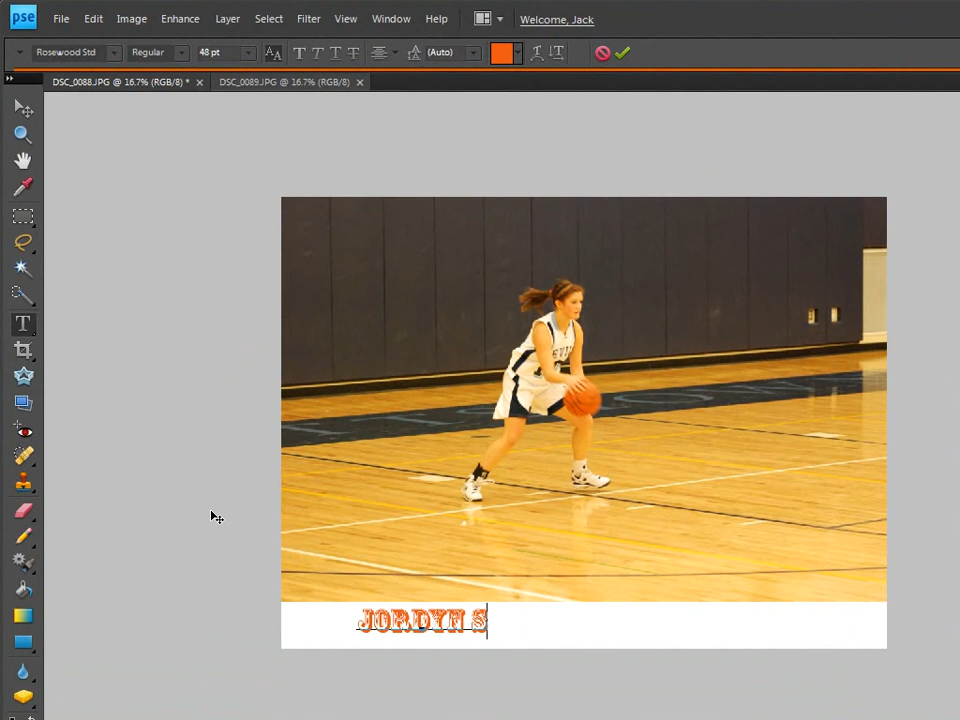 pse File Edit Image Enhance Layer Select Filter View Window Help Welcome, Jack
Rosewood Std Regular 48 pt (Auto)
DSC_0088.JPG @ 16.7% (RGB/8) * DSC_0089.JPG @ 16.7% (RGB/8)
JORDYN S